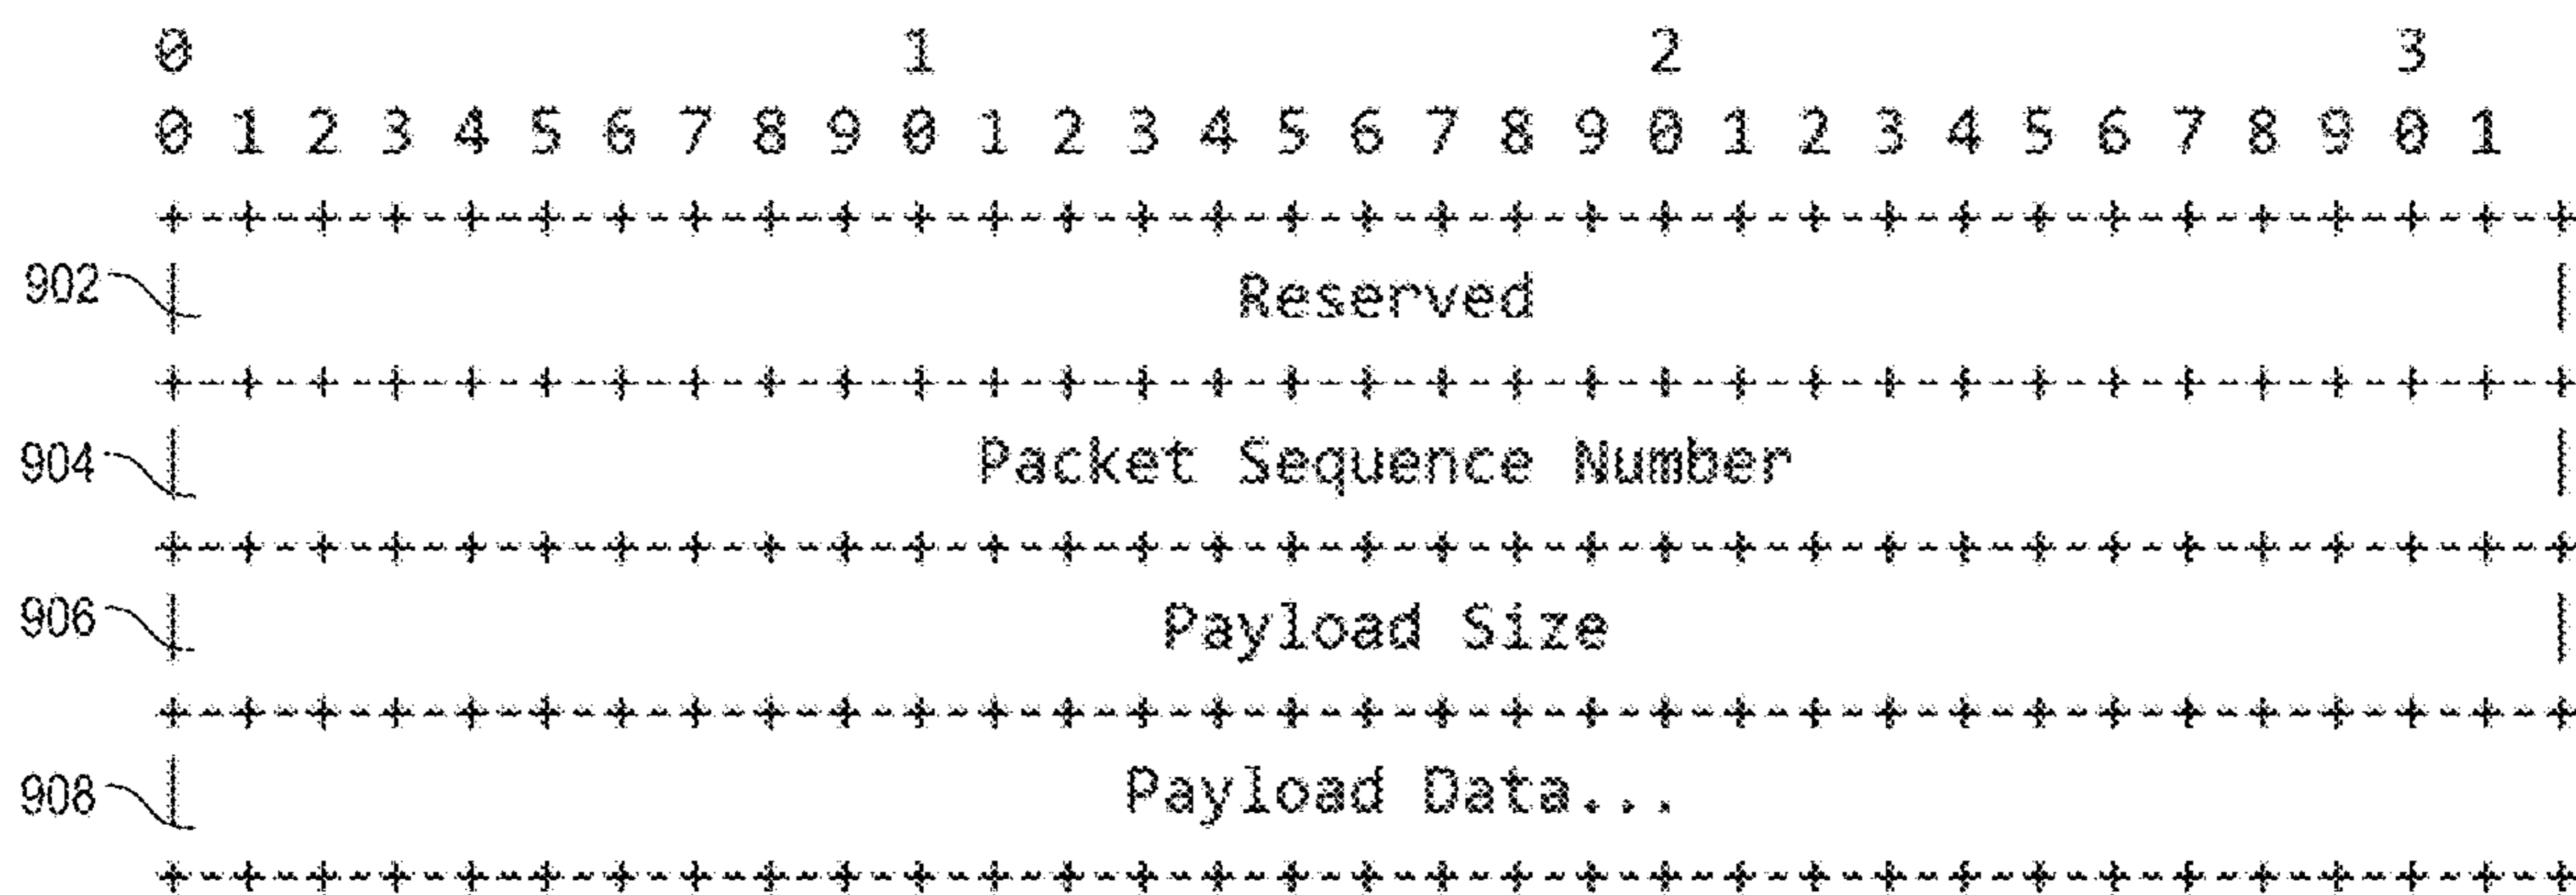 0 1 2 3
0 1 2 3 4 5 6 7 8 9 0 1 2 3 4 5 6 7 8 9 0 1 2 3 4 5 6 7 8 9 0 1
+-+-+-+-+-+-+-+-+-+-+-+-+-+-+-+-+-+-+-+-+-+-+-+-+-+-+-+-+-+-+-+-+
902 | Reserved |
+-+-+-+-+-+-+-+-+-+-+-+-+-+-+-+-+-+-+-+-+-+-+-+-+-+-+-+-+-+-+-+-+
904 | Packet Sequence Number |
+-+-+-+-+-+-+-+-+-+-+-+-+-+-+-+-+-+-+-+-+-+-+-+-+-+-+-+-+-+-+-+-+
906 | Payload Size |
+-+-+-+-+-+-+-+-+-+-+-+-+-+-+-+-+-+-+-+-+-+-+-+-+-+-+-+-+-+-+-+-+
908 | Payload Data...
+-+-+-+-+-+-+-+-+-+-+-+-+-+-+-+-+-+-+-+-+-+-+-+-+-+-+-+-+-+-+-+-+